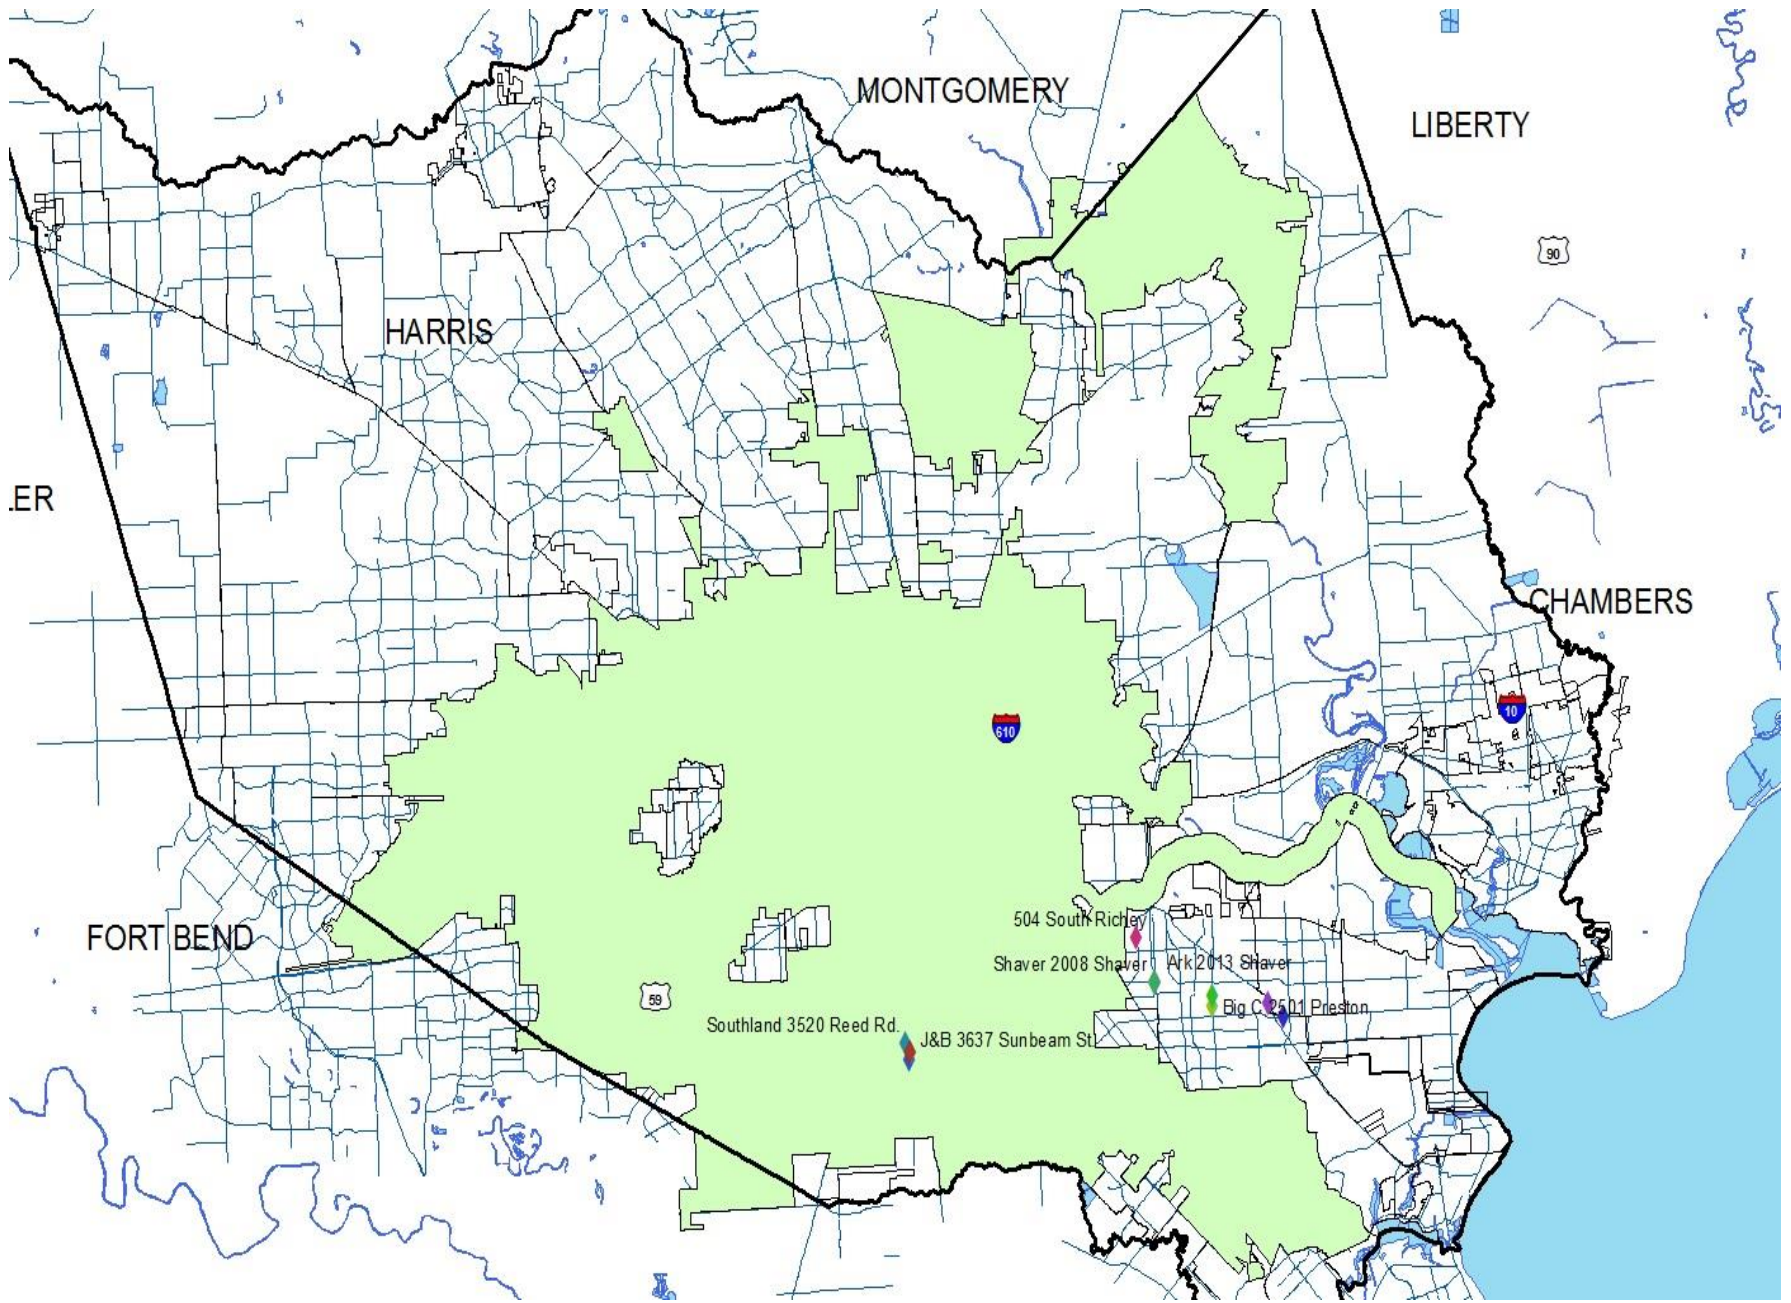 MONTGOMERY
LIBERTY
90
HARRIS
LER
CHAMBERS
10
610
504 South Richey
FORT BEND
Shaver 2008 Shaver
Ark 2013 Shaver
59
Big C 2501 Preston
Southland 3520 Reed Rd.
J&B 3637 Sunbeam St.